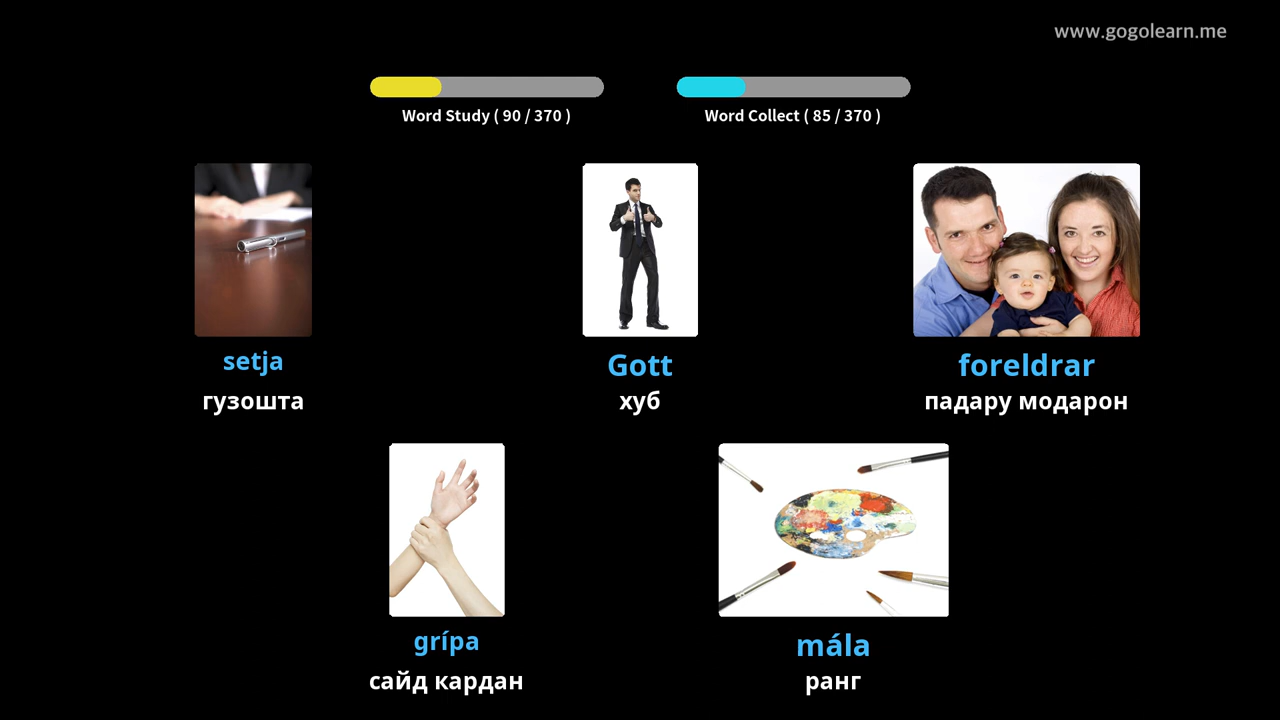 www.gogolearn.me
Word Study ( 90 / 370 )
Word Collect ( 85 / 370 )
setja
Gott
foreldrar
гузошта
хуб
падару модарон
grípa
mála
сайд кардан
ранг